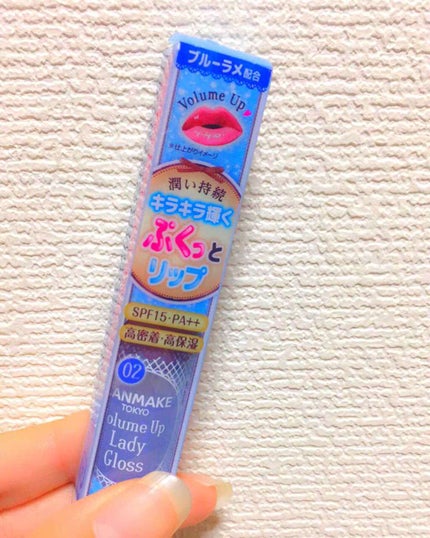 ブルーラメ配合
Volume Up
※仕上がりイメージ
潤い持続
キラキラ輝く
ぷくっと
リップ
SPF15・PA++
高密着・高保湿
02
ANMAKE
TOKYO
olume Up
Lady
Gloss